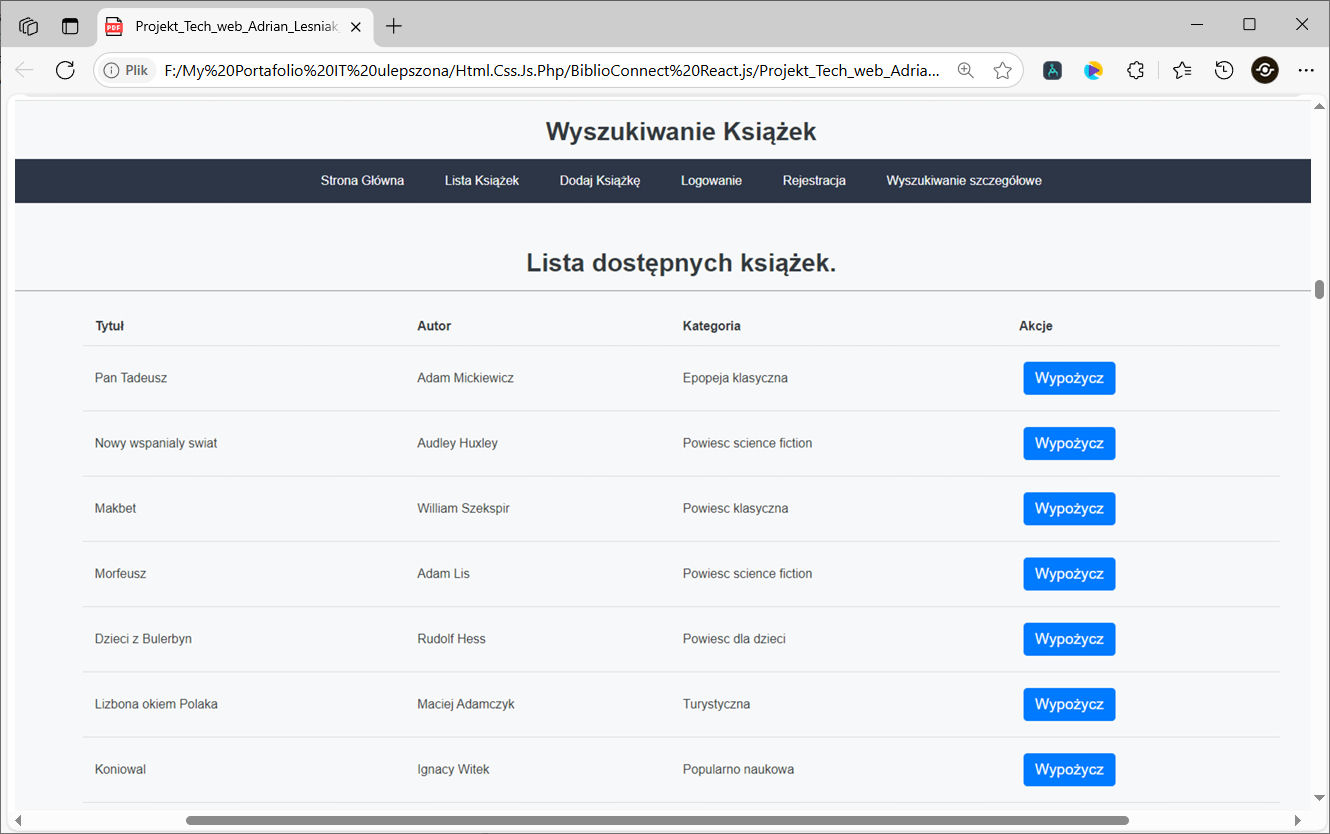 Projekt_Tech_web_Adrian_Lesniak_
Plik F:/My%20Portafolio%20IT%20ulepszona/Html.Css.Js.Php/BiblioConnect%20React.js/Projekt_Tech_web_Adria...
Wyszukiwanie Książek
Strona Główna Lista Książek Dodaj Książkę Logowanie Rejestracja Wyszukiwanie szczegółowe
Lista dostępnych książek.
Tytuł Autor Kategoria Akcje
Pan Tadeusz Adam Mickiewicz Epopeja klasyczna Wypożycz
Nowy wspanialy swiat Audley Huxley Powiesc science fiction Wypożycz
Makbet William Szekspir Powiesc klasyczna Wypożycz
Morfeusz Adam Lis Powiesc science fiction Wypożycz
Dzieci z Bulerbyn Rudolf Hess Powiesc dla dzieci Wypożycz
Lizbona okiem Polaka Maciej Adamczyk Turystyczna Wypożycz
Koniowal Ignacy Witek Popularno naukowa Wypożycz